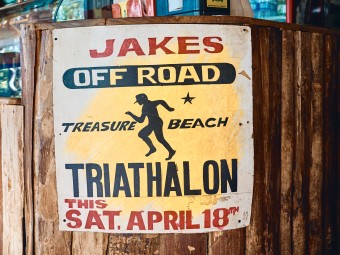 JAKES
OFF ROAD
TREASURE BEACH
TRIATHALON
THIS
SAT. APRIL 18TH